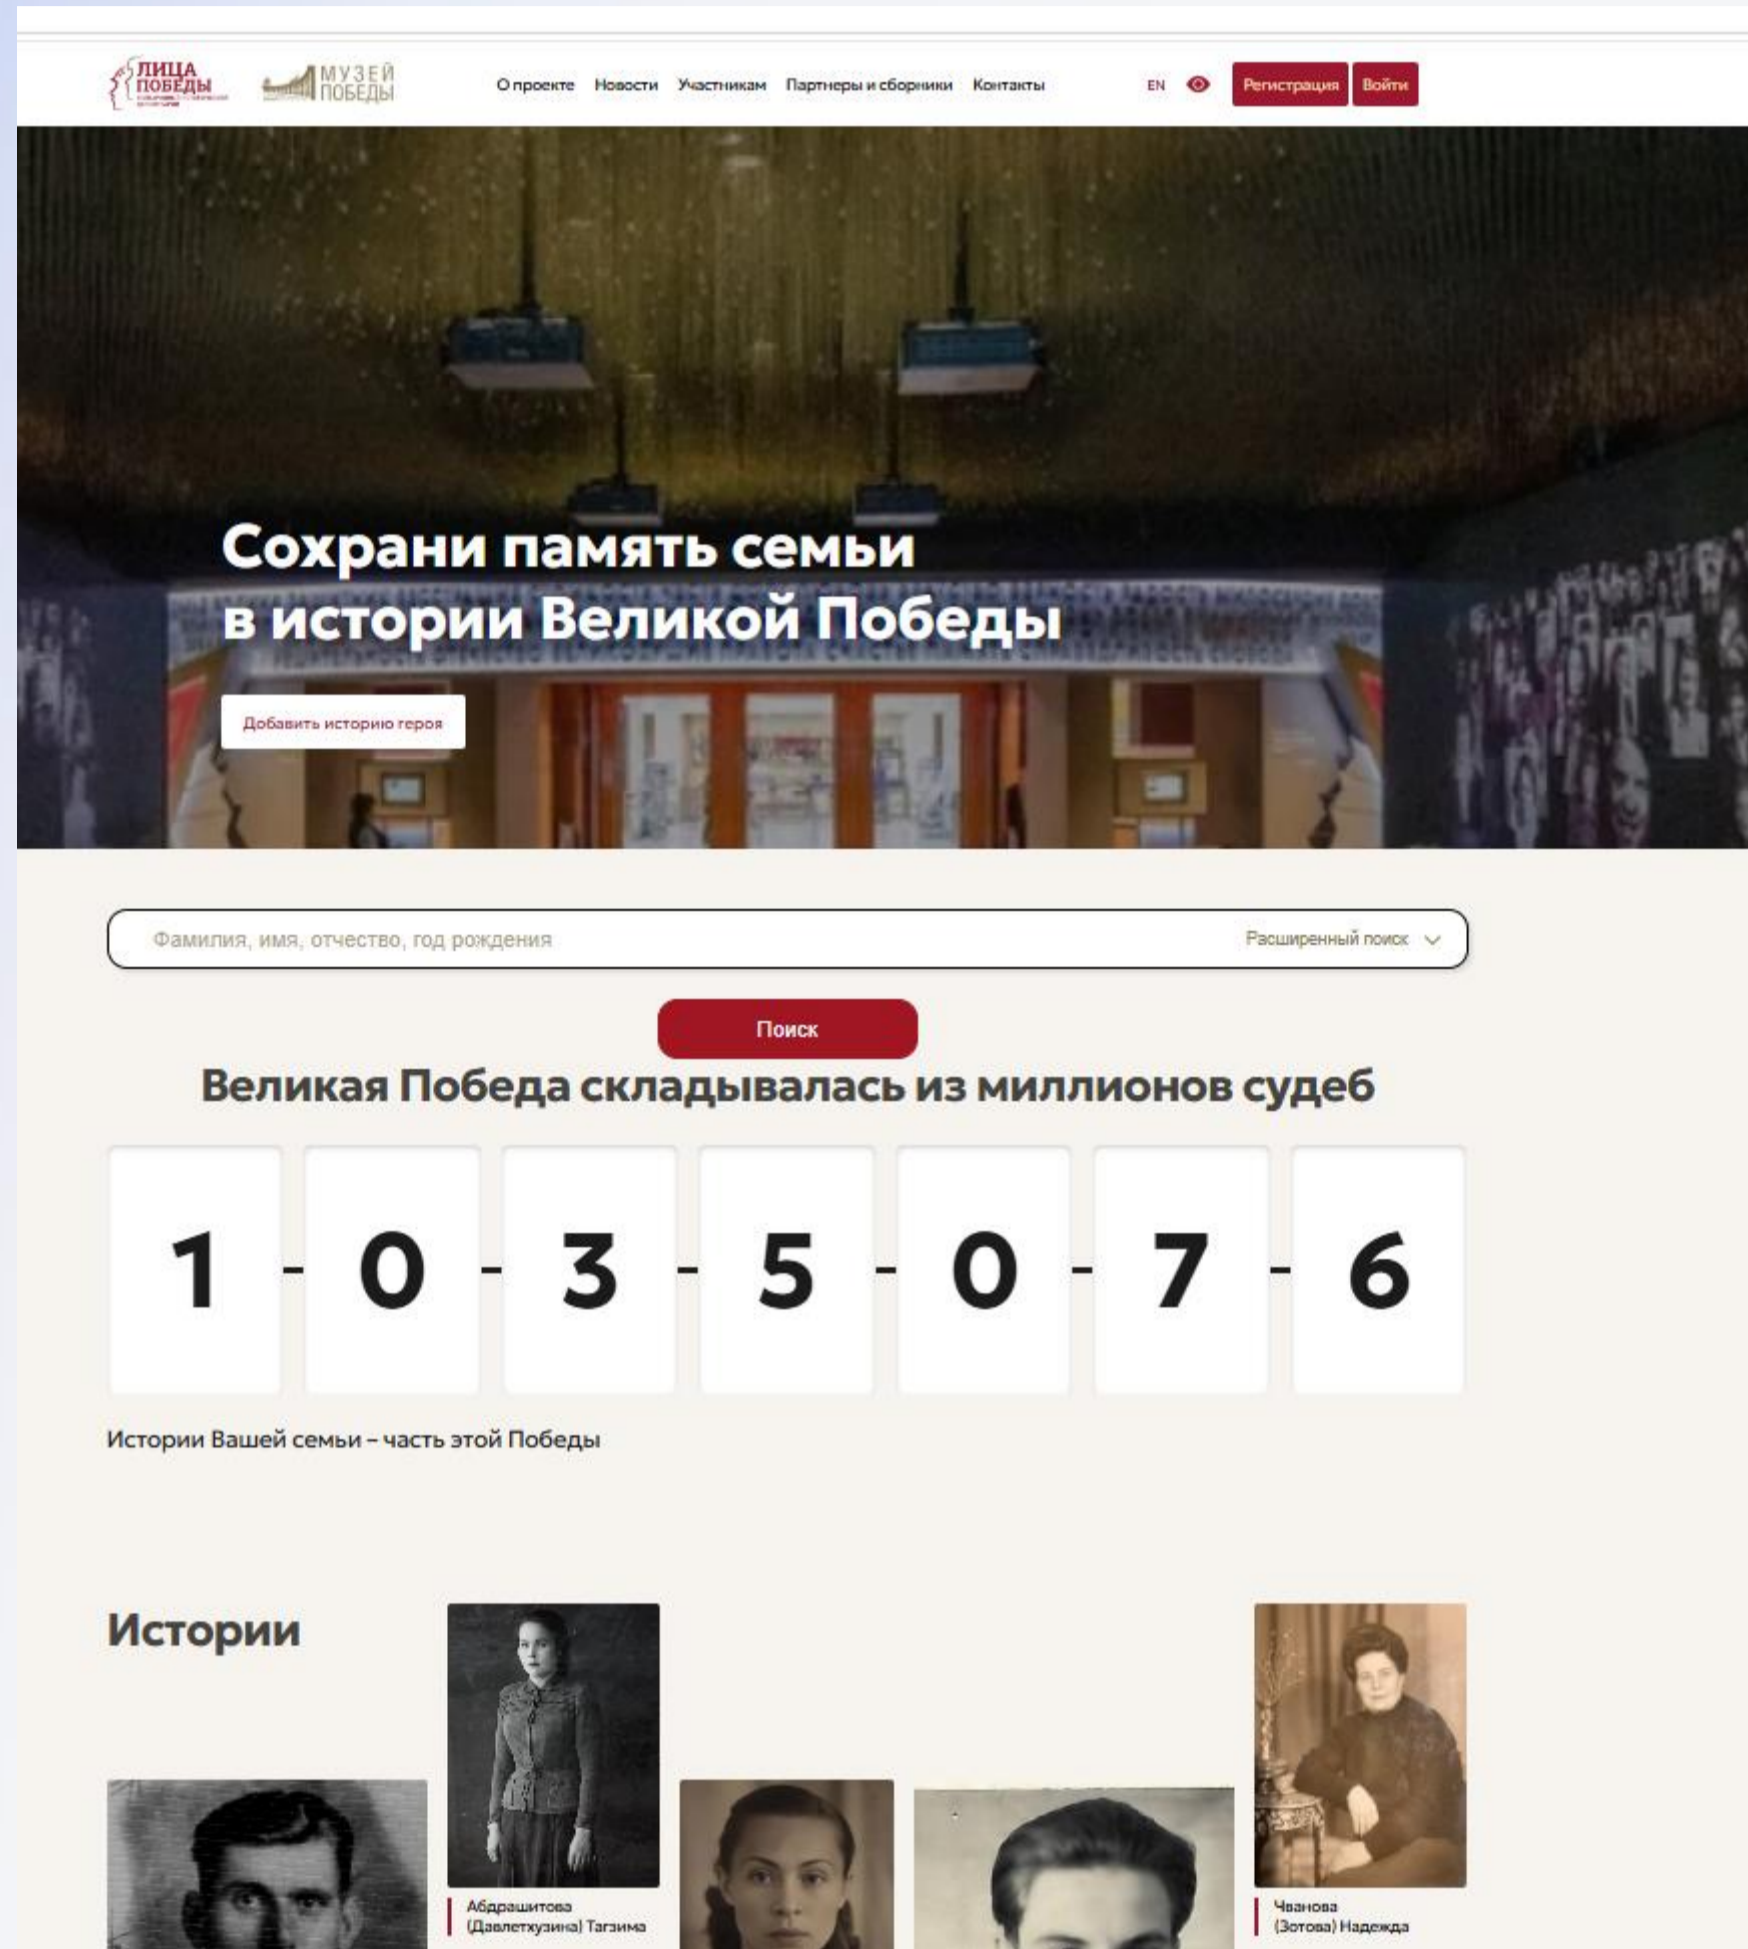 ЛИЦА
ПОБЕДЫ
МУЗЕЙ
ПОБЕДЫ
О проекте Новости Участникам Партнеры и сборники Контакты
EN
Регистрация Войти
Сохрани память семьи
в истории Великой Победы
Добавить историю героя
Фамилия, имя, отчество, год рождения
Расширенный поиск
Поиск
Великая Победа складывалась из миллионов судеб
1 - 0 - 3 - 5 - 0 - 7 - 6
Истории Вашей семьи – часть этой Победы
Истории
Абдрашитова
(Давлетхузина) Тагзима
Чванова
(Зотова) Надежда